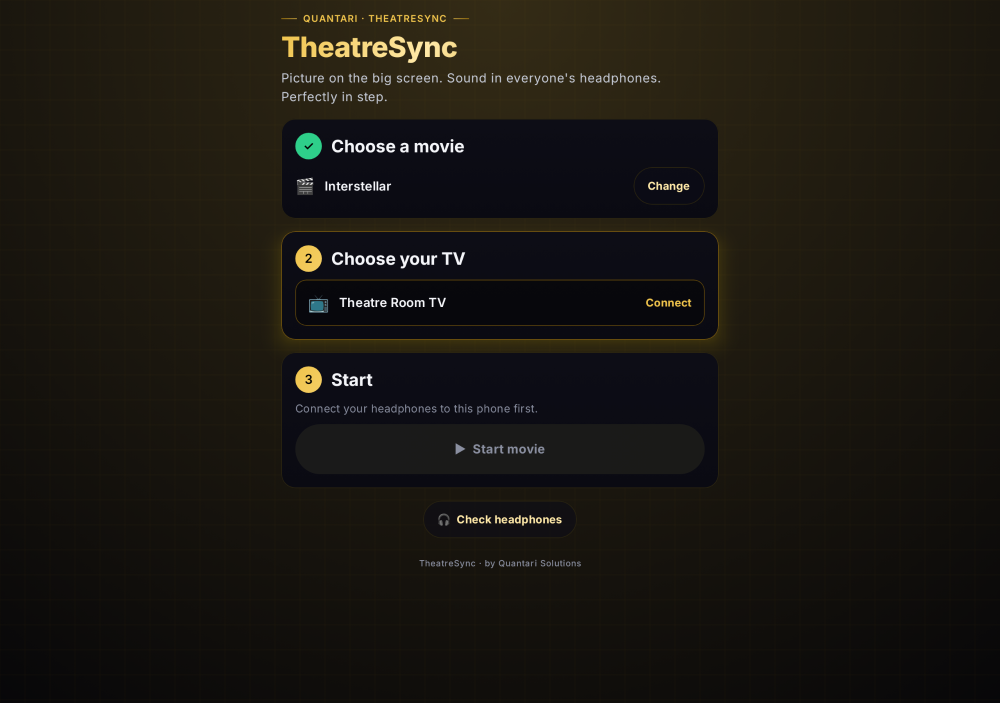 QUANTARI · THEATRESYNC
TheatreSync
Picture on the big screen. Sound in everyone's headphones.
Perfectly in step.
Choose a movie
Interstellar
Change
2
Choose your TV
Theatre Room TV
Connect
3
Start
Connect your headphones to this phone first.
▶ Start movie
Check headphones
TheatreSync · by Quantari Solutions